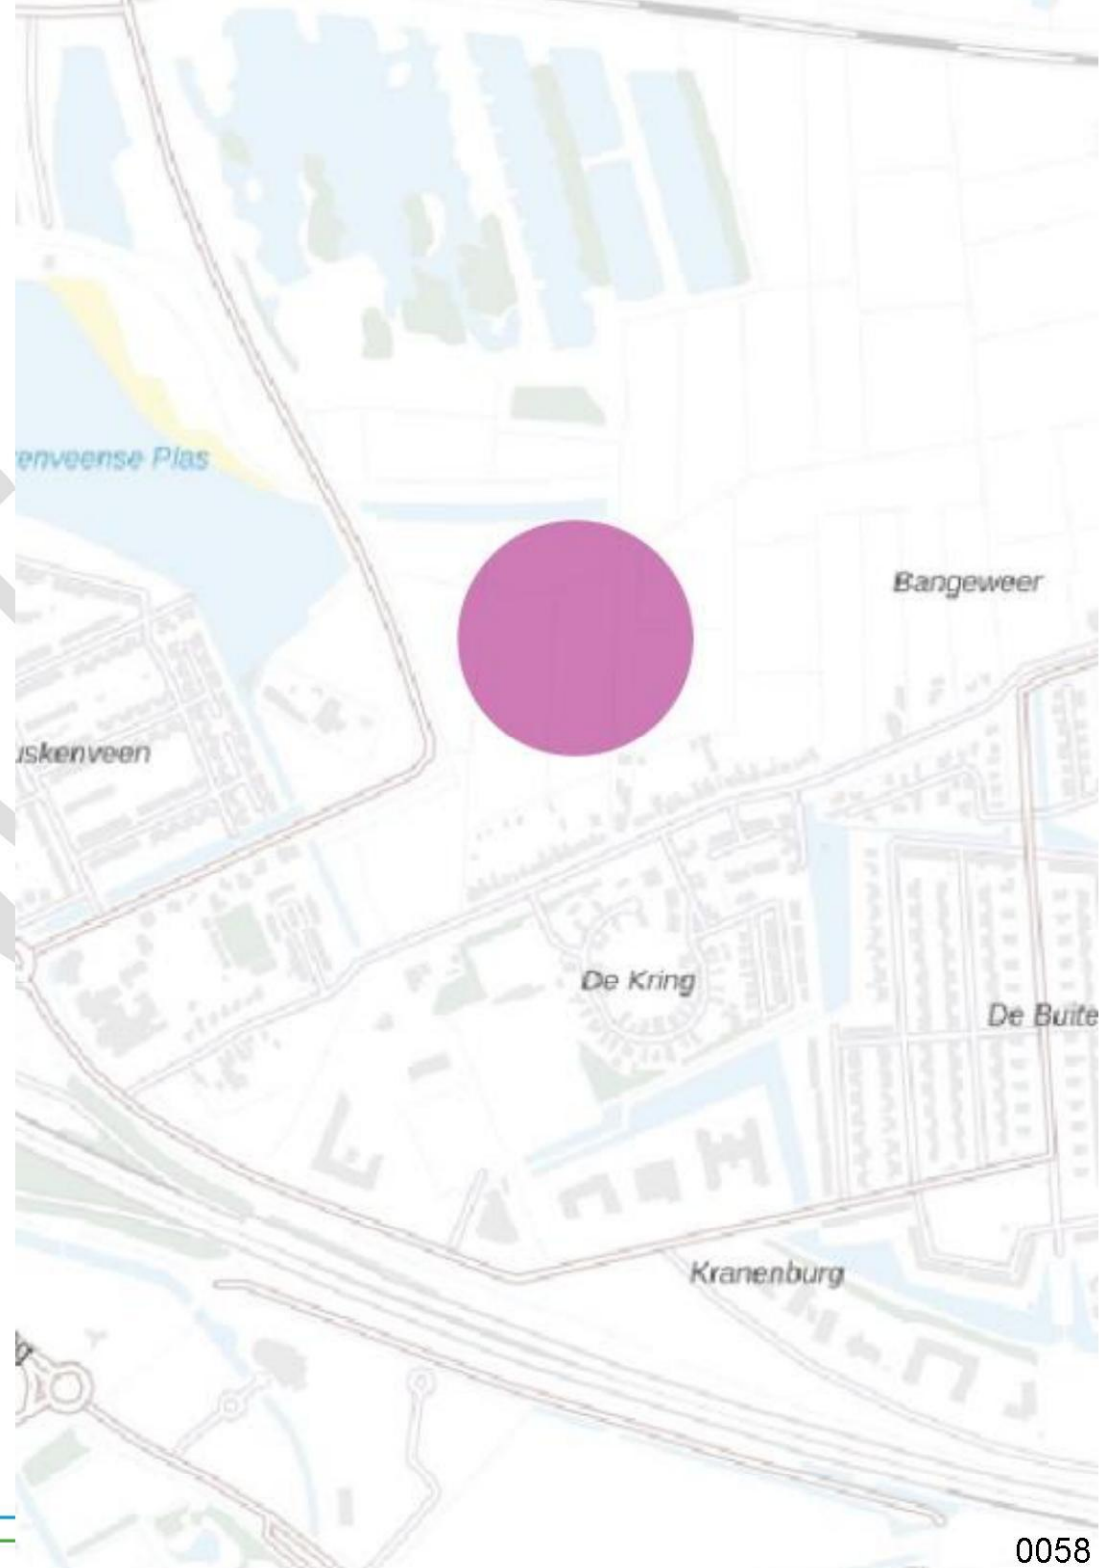 enveense Plas
Bangeweer
uskenveen
De Kring
De Buite
Kranenburg
0058